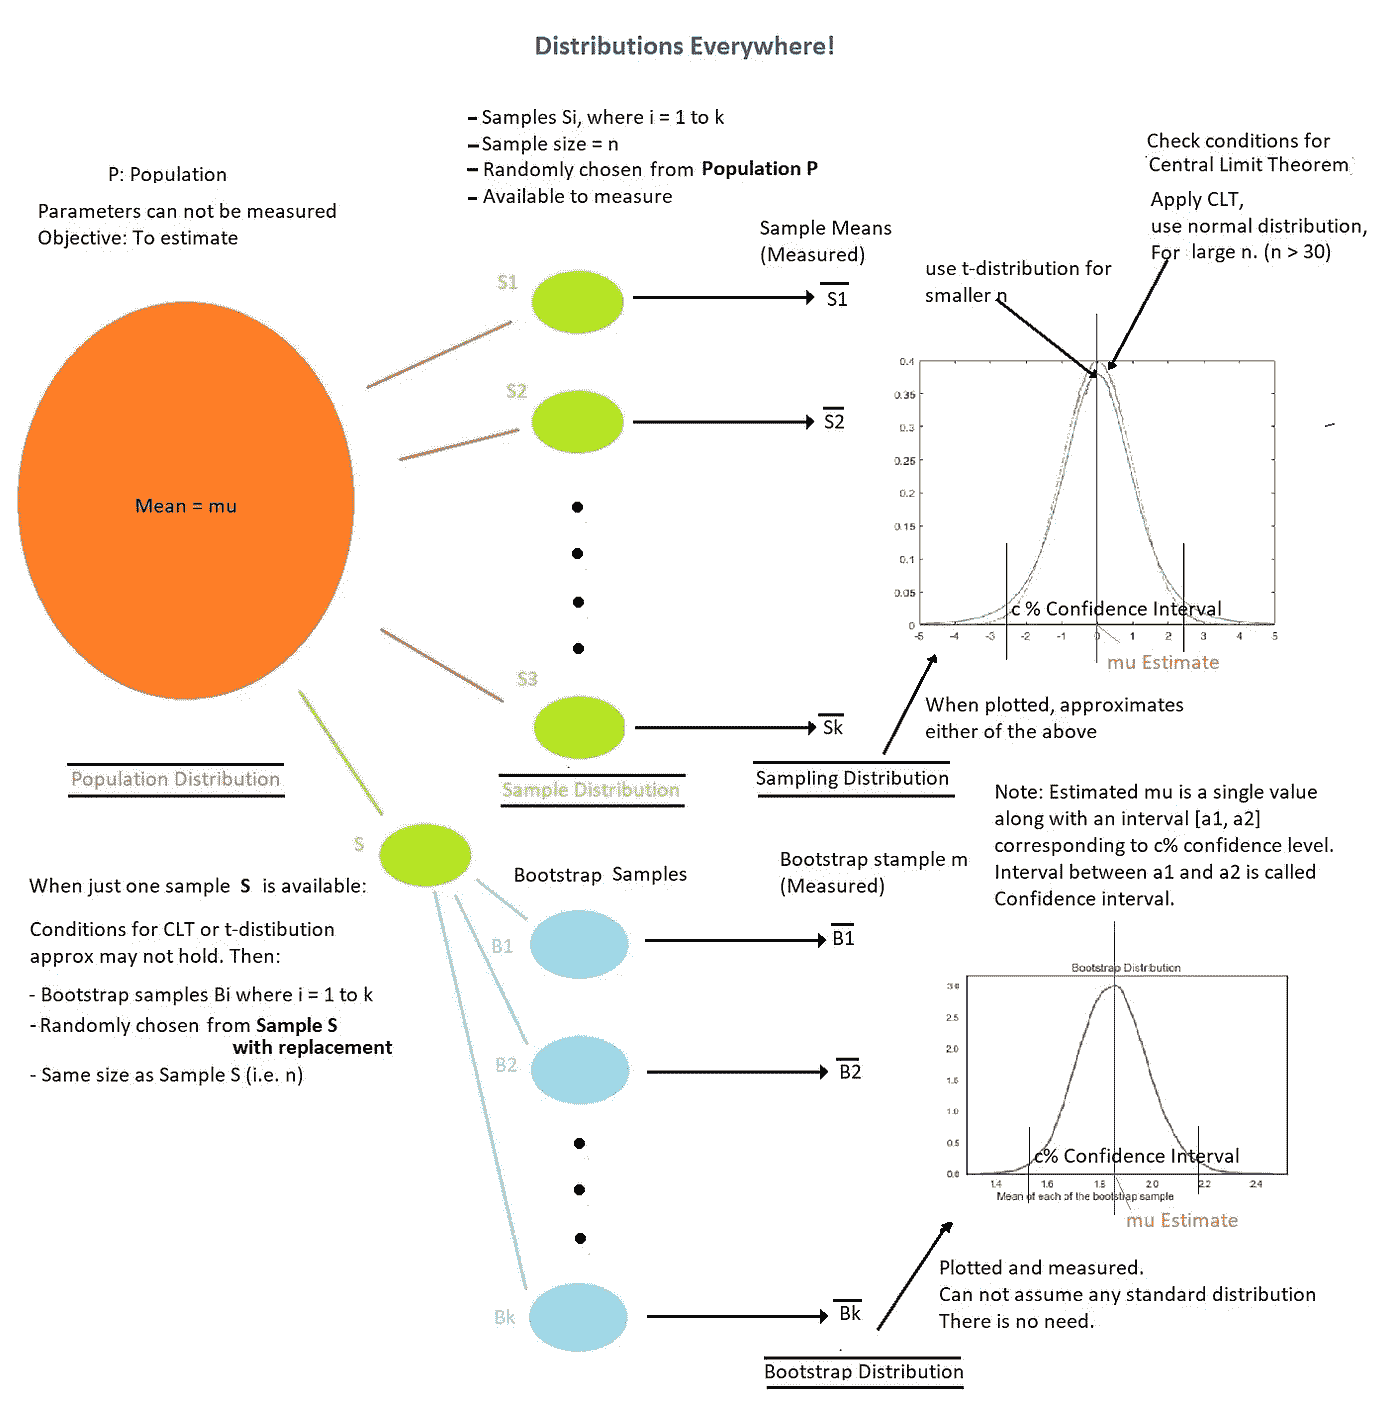 Distributions Everywhere!
– Samples Si, where i = 1 to k
– Sample size = n
– Randomly chosen from Population P
– Available to measure
P: Population
Parameters can not be measured
Objective: To estimate
Mean = mu
Population Distribution
S1
S2
S3
Sample Distribution
Sample Means
(Measured)
S1
S2
Sk
Sampling Distribution
Check conditions for
Central Limit Theorem
Apply CLT,
use normal distribution,
For large n. (n > 30)
use t-distribution for
smaller n
0.4
0.35
0.3
0.25
0.2
0.15
0.1
0.05
0
-5 -4 -3 -2 -1 0 1 2 3 4 5
c % Confidence Interval
mu Estimate
When plotted, approximates
either of the above
Note: Estimated mu is a single value
along with an interval [a1, a2]
corresponding to c% confidence level.
Interval between a1 and a2 is called
Confidence interval.
S
When just one sample S is available:
Conditions for CLT or t-distibution
approx may not hold. Then:
- Bootstrap samples Bi where i = 1 to k
- Randomly chosen from Sample S
with replacement
- Same size as Sample S (i.e. n)
Bootstrap Samples
B1
B2
Bk
Bootstrap stample m
(Measured)
B1
B2
Bk
Bootstrap Distribution
Bootstrap Distribution
3.0
2.5
2.0
1.5
1.0
0.5
0.0
1.4 1.6 1.8 2.0 2.2 2.4
c% Confidence Interval
Mean of each of the bootstrap sample
mu Estimate
Plotted and measured.
Can not assume any standard distribution
There is no need.